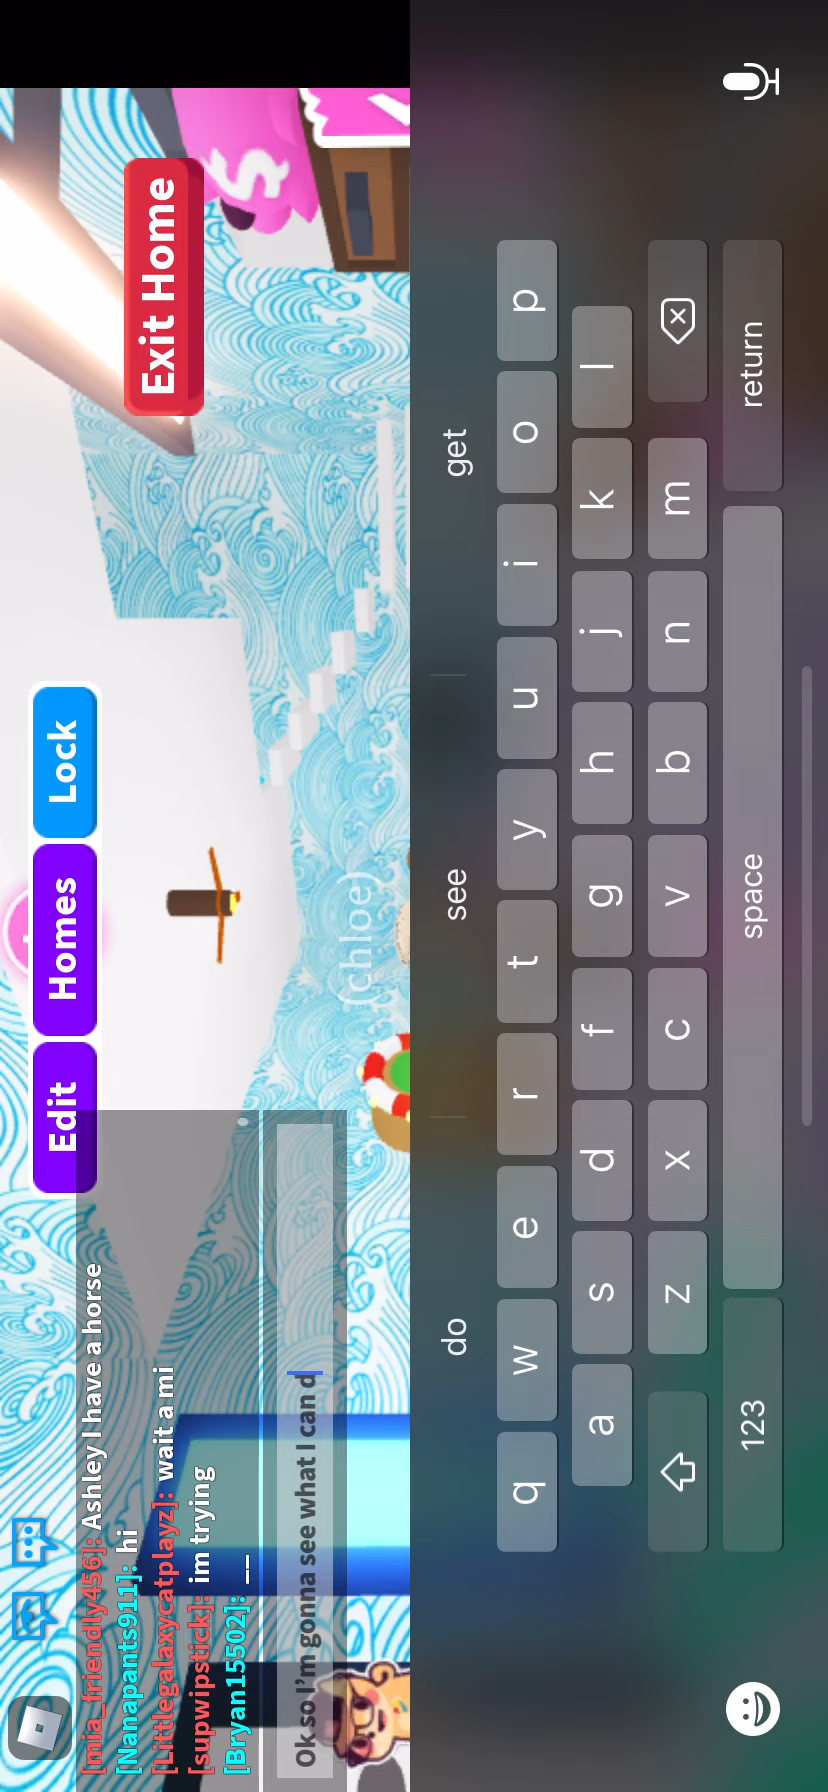 Exit Home
Edit
Homes
Lock
(chloe)
[mia_friendly456]: Ashley I have a horse
[Nanapants911]: hi
[Littlegalaxycatplayz]: wait a mi
[supwipstick]: im trying
[Bryan15502]: __
Ok so I'm gonna see what I can d
do see get
q w e r t y u i o p
a s d f g h j k l
z x c v b n m
123 space return